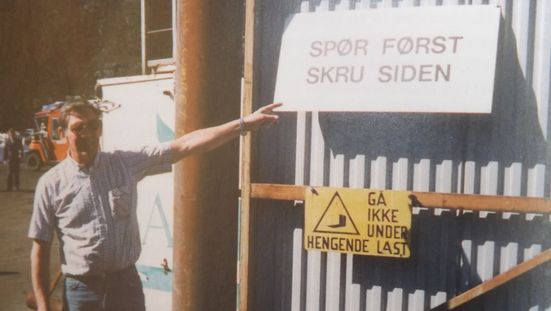 SPØR FØRST
SKRU SIDEN
GÅ
IKKE
UNDER
HENGENDE LAST
A